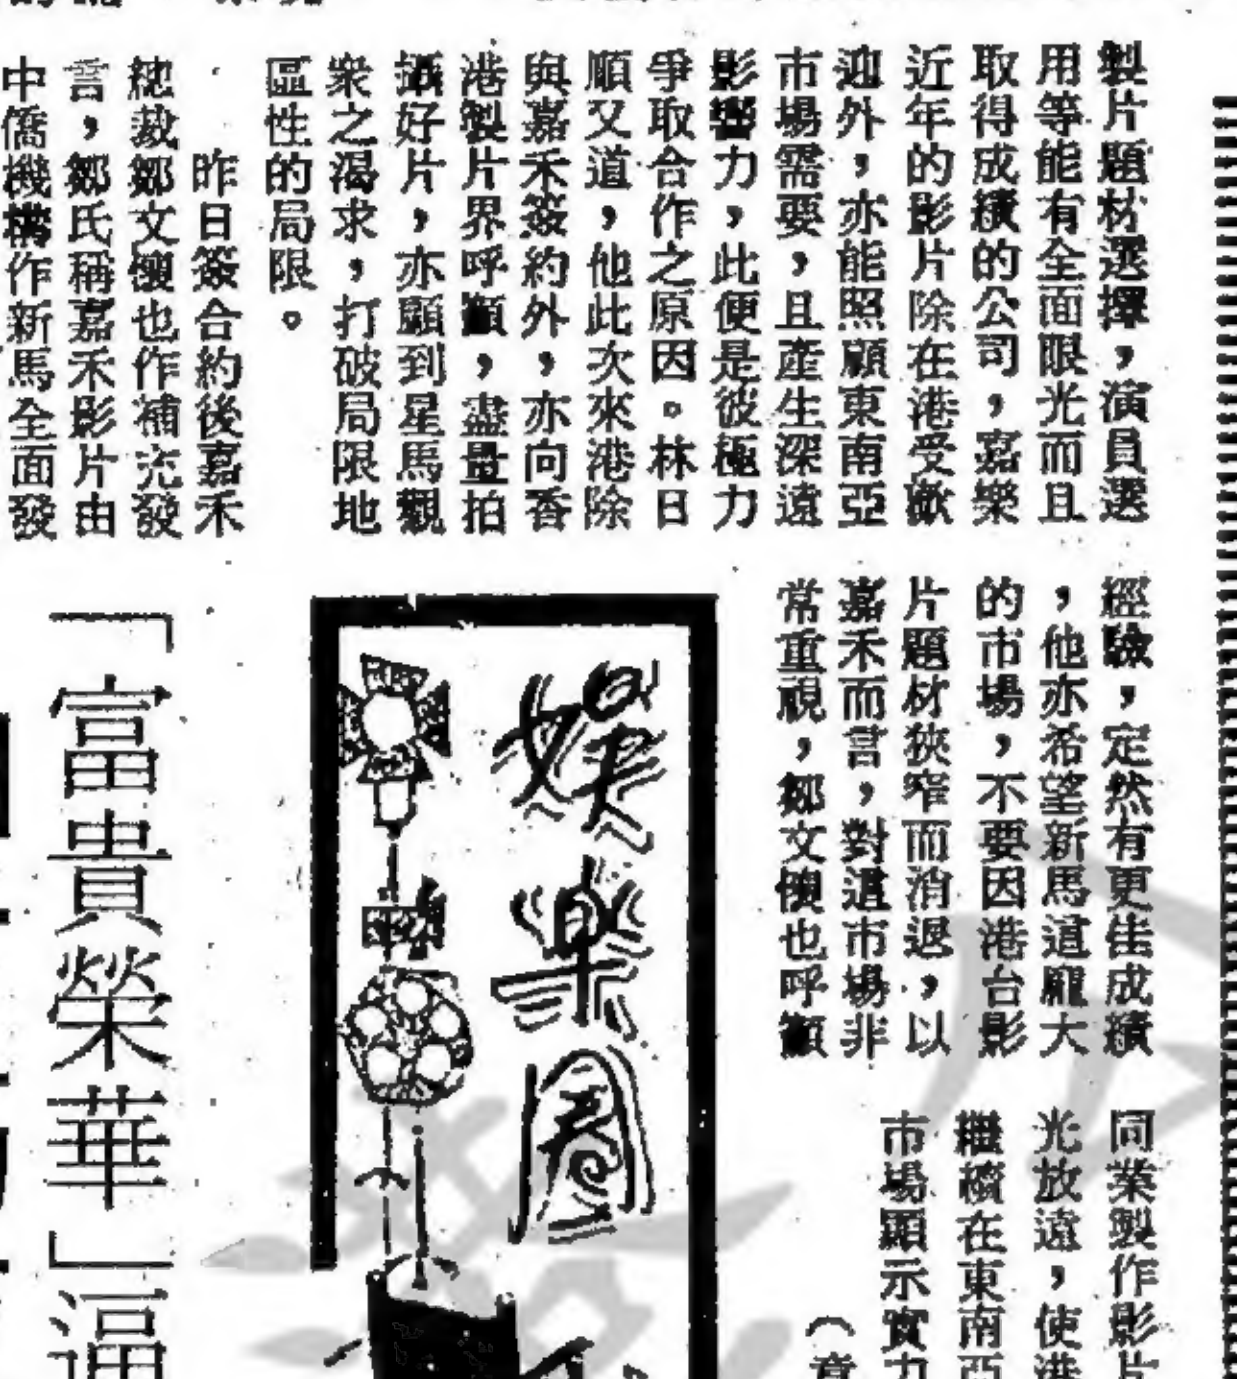 製片題材選擇，演員選
用等能有全面眼光而且
取得成績的公司，嘉樂
近年的影片除在港受歡
迎外，亦能照顧東南亞
市場需要，且產生深遠
影響力，此便是彼極力
爭取合作之原因。林日
順又道，他此次來港除
與嘉禾簽約外，亦向香
港製片界呼籲，盡量拍
攝好片，亦顧到星馬觀
衆之渴求，打破局限地
區性的局限。
昨日簽合約後嘉禾
總裁鄒文懷也作補充發
言，鄒氏稱嘉禾影片由
中僑機構作新馬全面發
經驗，定然有更佳成績
，他亦希望新馬這龐大
的市場，不要因港台影
片題材狹窄而消退，以
嘉禾而言，對這市場非
常重視，鄒文懷也呼籲
同業製作影片
光放遠，使港
繼續在東南亞
市場顯示實力
（意
娛樂圈
「富貴榮華」逼